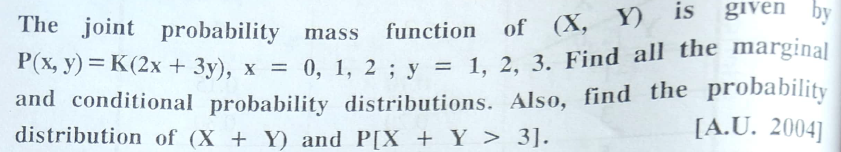 The joint probability mass function of (X, Y) is given by
P(x, y) = K(2x + 3y), x = 0, 1, 2 ; y = 1, 2, 3. Find all the marginal
and conditional probability distributions. Also, find the probability
distribution of (X + Y) and P[X + Y > 3]. [A.U. 2004]